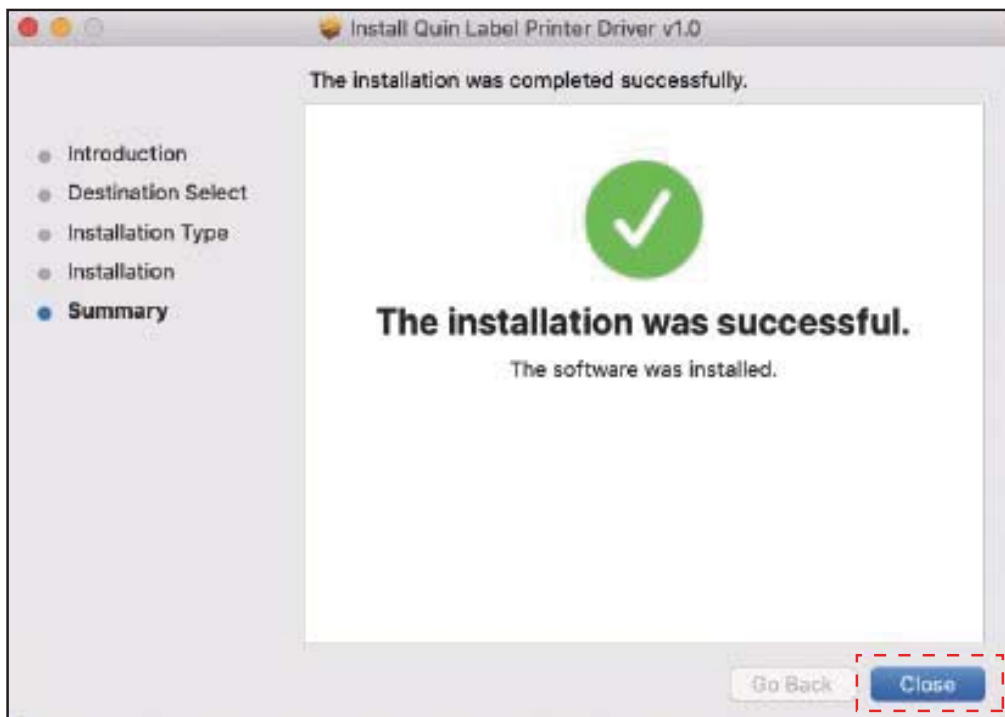 Install Quin Label Printer Driver v1.0
The installation was completed successfully.
Introduction
Destination Select
Installation Type
Installation
Summary
The installation was successful.
The software was installed.
Go Back
Close